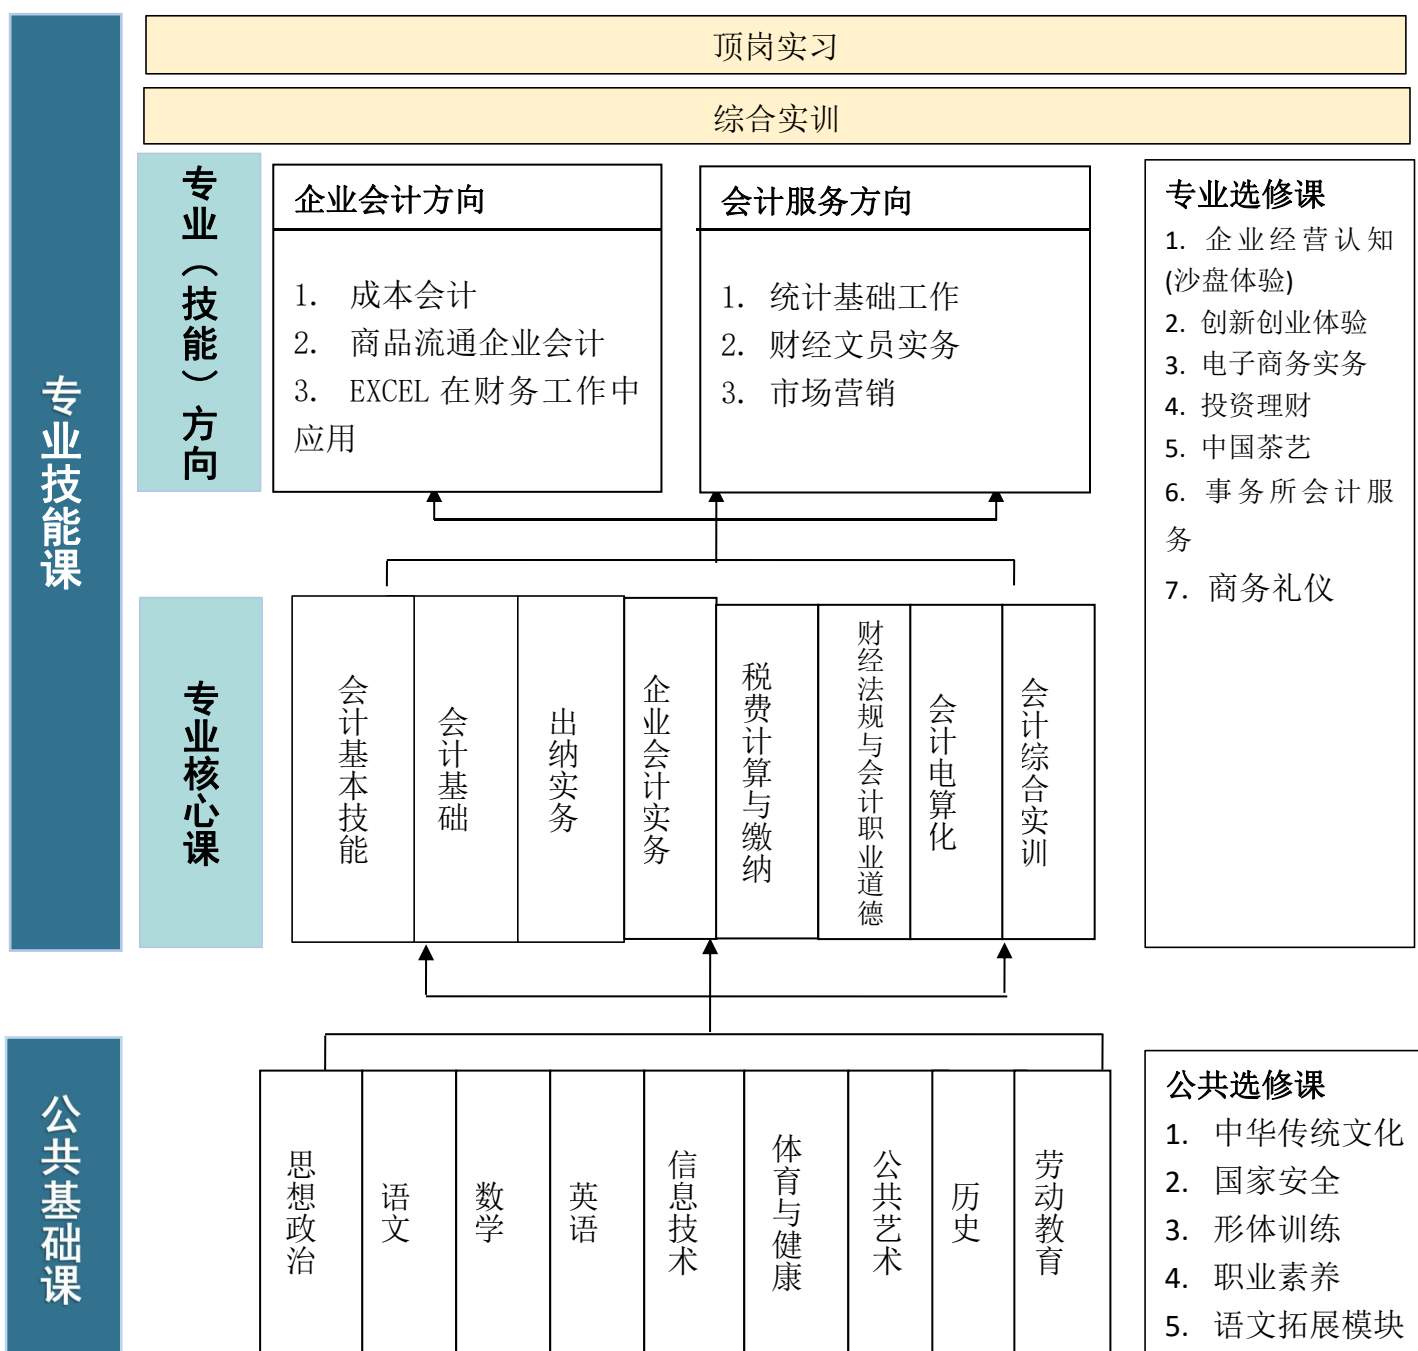 顶岗实习
综合实训
专业技能课
专业（技能）方向
企业会计方向
1. 成本会计
2. 商品流通企业会计
3. EXCEL 在财务工作中
应用
会计服务方向
1. 统计基础工作
2. 财经文员实务
3. 市场营销
专业选修课
1. 企业经营认知
(沙盘体验)
2. 创新创业体验
3. 电子商务实务
4. 投资理财
5. 中国茶艺
6. 事务所会计服
务
7. 商务礼仪
专业核心课
会计基本技能
会计基础
出纳实务
企业会计实务
税费计算与缴纳
财经法规与会计职业道德
会计电算化
会计综合实训
公共基础课
思想政治
语文
数学
英语
信息技术
体育与健康
公共艺术
历史
劳动教育
公共选修课
1. 中华传统文化
2. 国家安全
3. 形体训练
4. 职业素养
5. 语文拓展模块